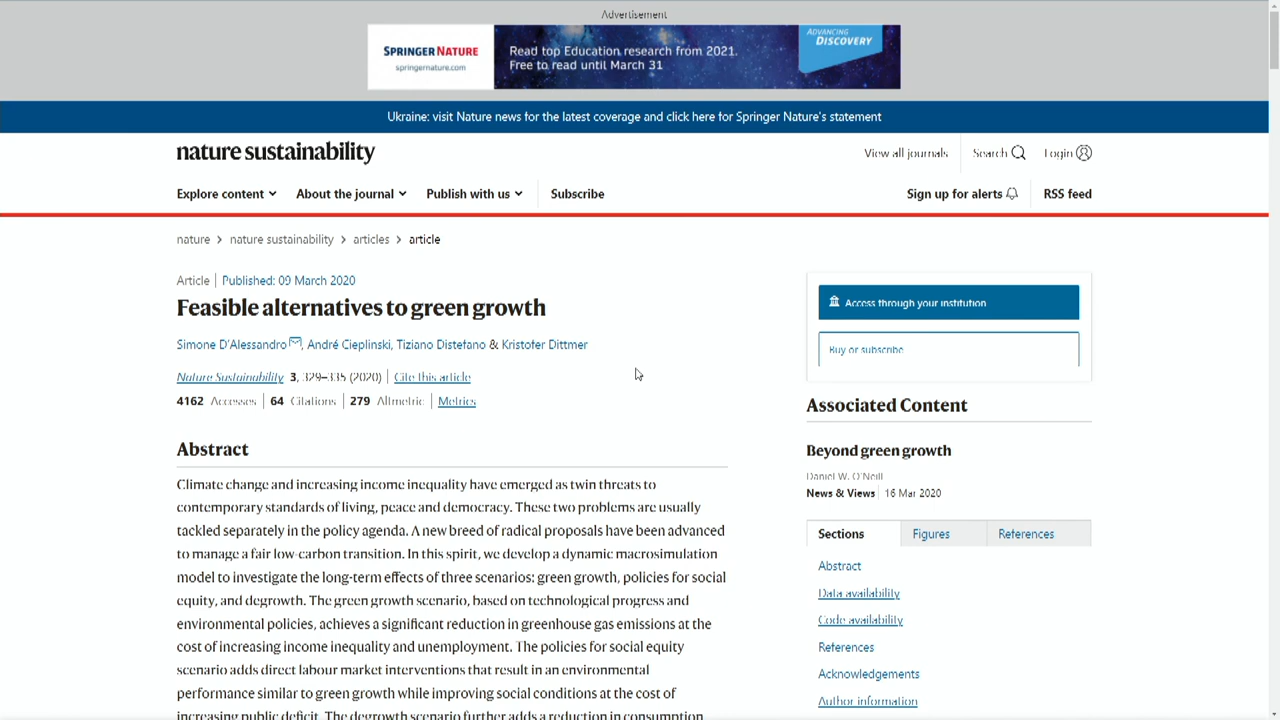 Advertisement
SPRINGER NATURE
springernature.com
Read top Education research from 2021.
Free to read until March 31
ADVANCING
DISCOVERY
Ukraine: visit Nature news for the latest coverage and click here for Springer Nature's statement
nature sustainability
View all journals
Search
Login
Explore content
About the journal
Publish with us
Subscribe
Sign up for alerts
RSS feed
nature > nature sustainability > articles > article
Article | Published: 09 March 2020
Feasible alternatives to green growth
Simone D'Alessandro, André Cieplinski, Tiziano Distefano & Kristofer Dittmer
Nature Sustainability 3, 329–335 (2020) | Cite this article
4162 Accesses | 64 Citations | 279 Altmetric | Metrics
Abstract
Climate change and increasing income inequality have emerged as twin threats to
contemporary standards of living, peace and democracy. These two problems are usually
tackled separately in the policy agenda. A new breed of radical proposals have been advanced
to manage a fair low-carbon transition. In this spirit, we develop a dynamic macrosimulation
model to investigate the long-term effects of three scenarios: green growth, policies for social
equity, and degrowth. The green growth scenario, based on technological progress and
environmental policies, achieves a significant reduction in greenhouse gas emissions at the
cost of increasing income inequality and unemployment. The policies for social equity
scenario adds direct labour market interventions that result in an environmental
performance similar to green growth while improving social conditions at the cost of
increasing public deficit. The degrowth scenario further adds a reduction in consumption
Access through your institution
Buy or subscribe
Associated Content
Beyond green growth
Daniel W. O'Neill
News & Views | 16 Mar 2020
Sections
Figures
References
Abstract
Data availability
Code availability
References
Acknowledgements
Author information